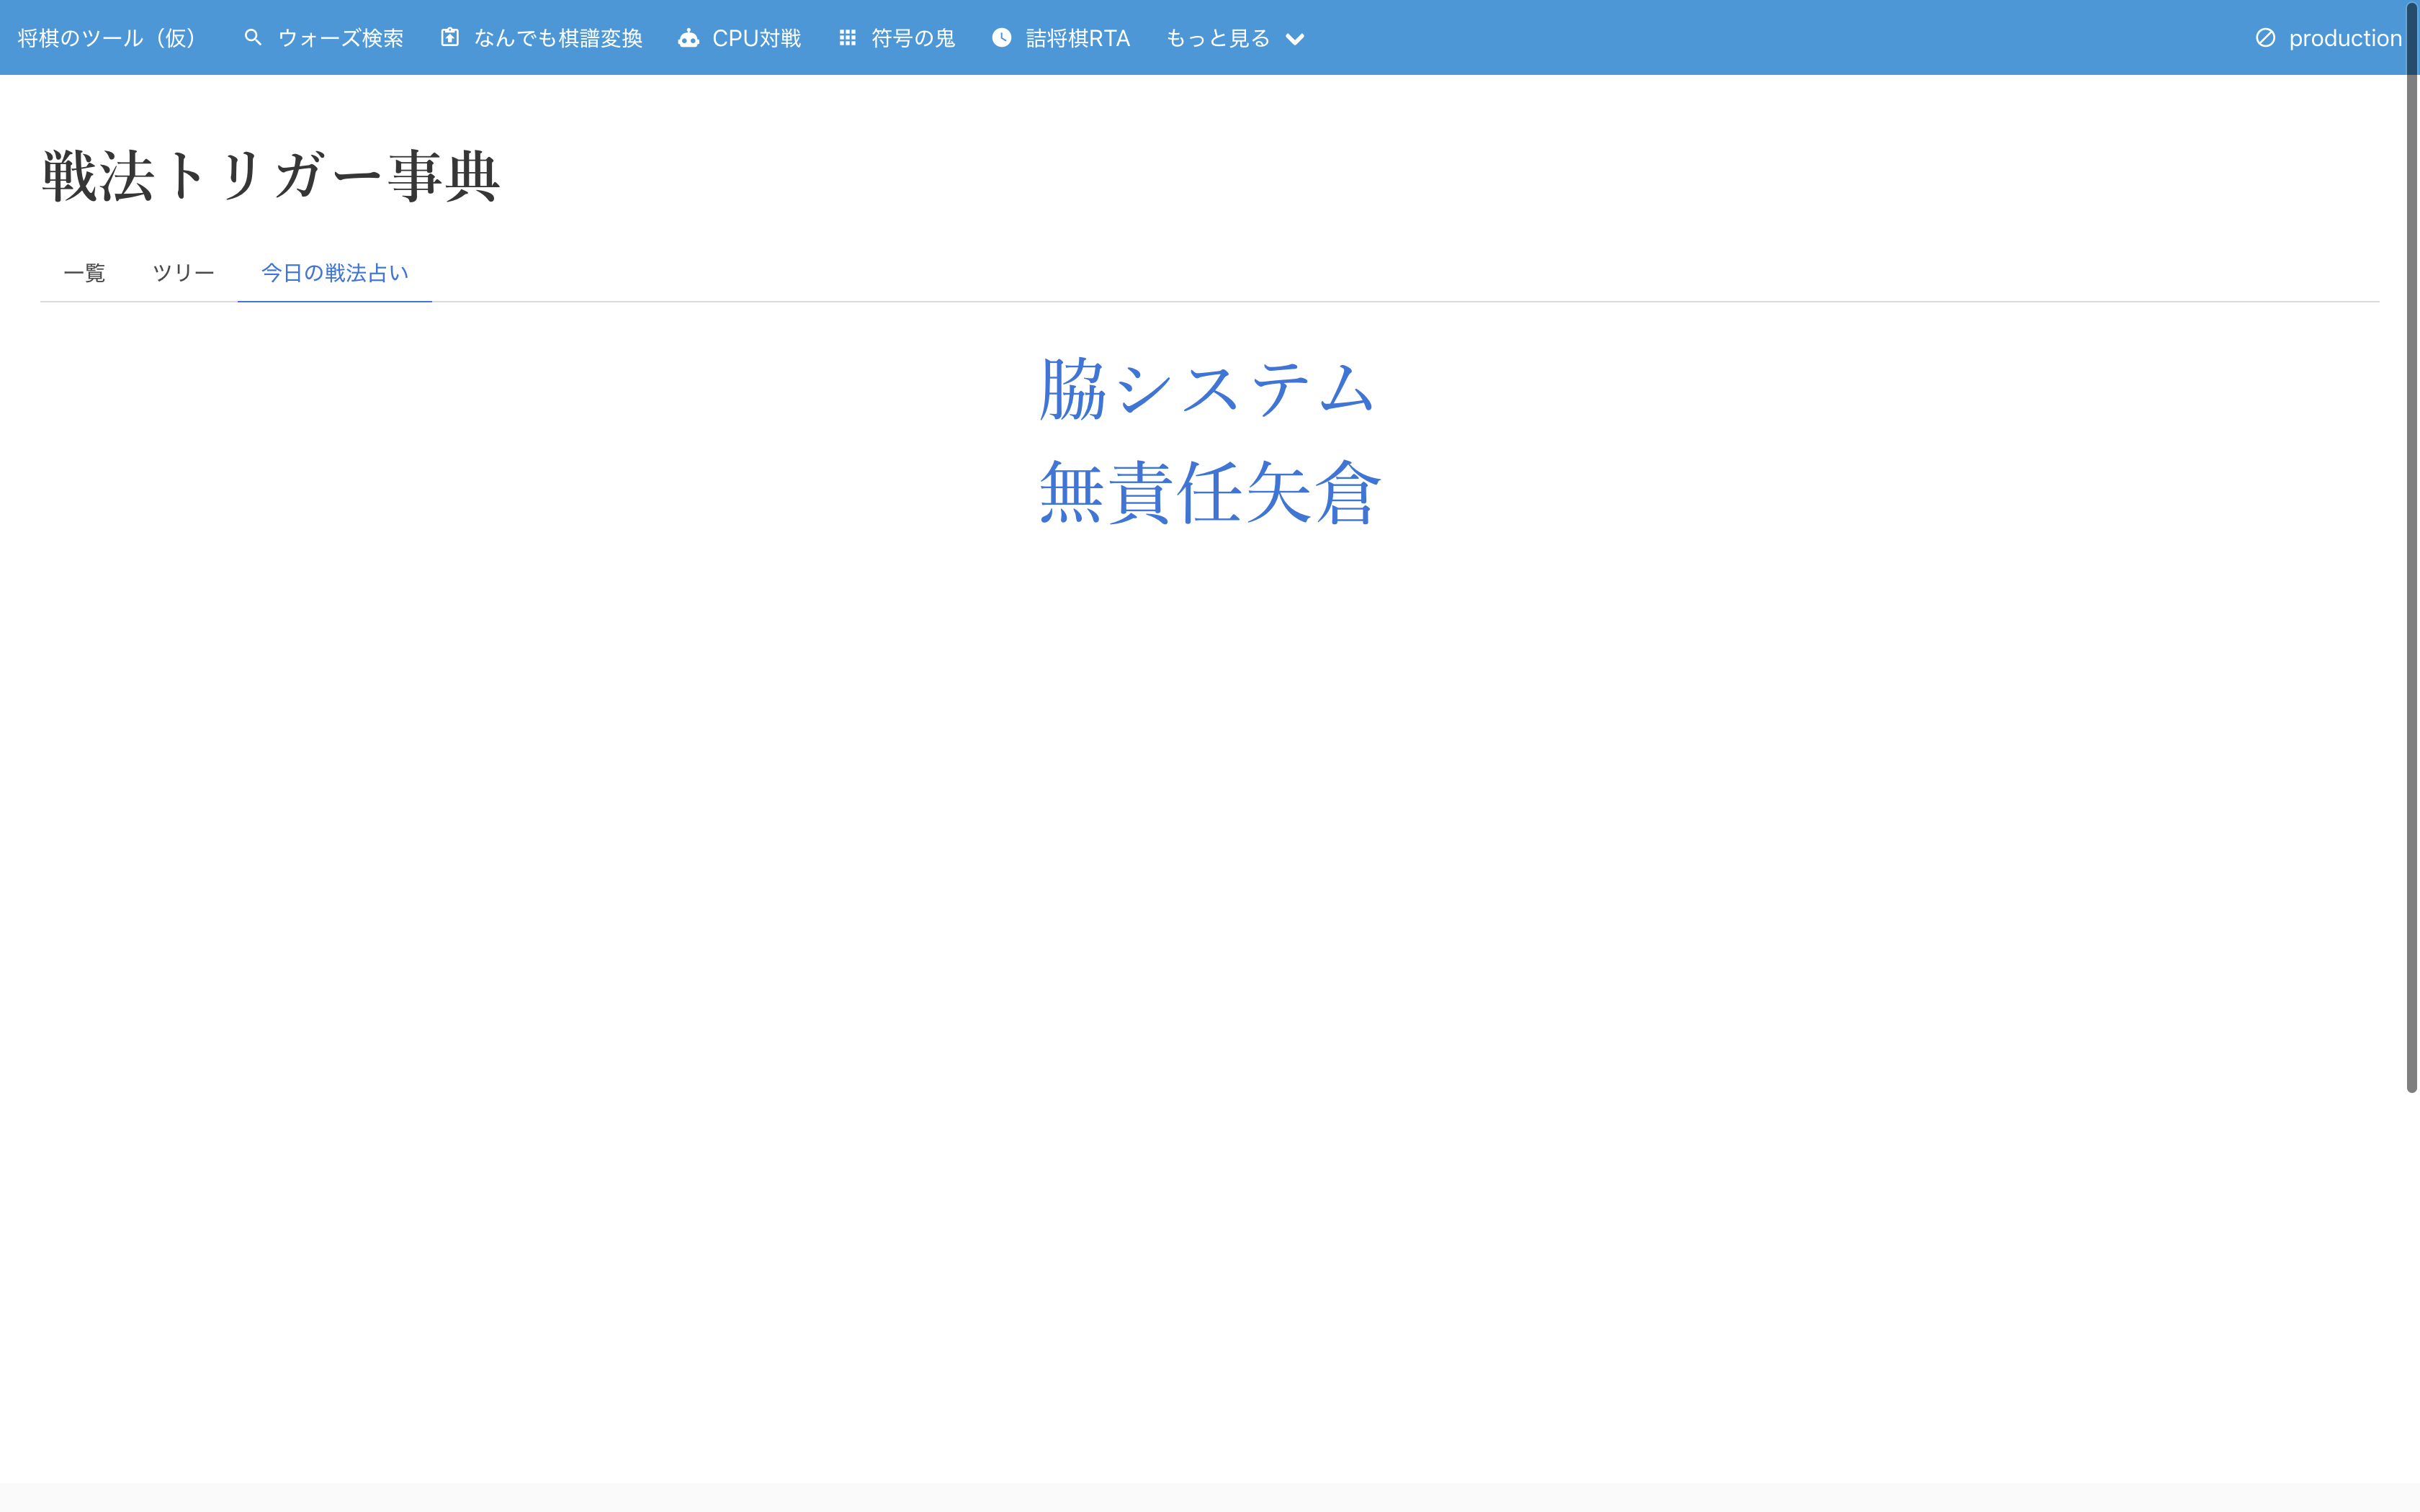 将棋のツール（仮） ウォーズ検索 なんでも棋譜変換 CPU対戦 符号の鬼 詰将棋RTA もっと見る production
戦法トリガー事典
一覧 ツリー 今日の戦法占い
脇システム
無責任矢倉